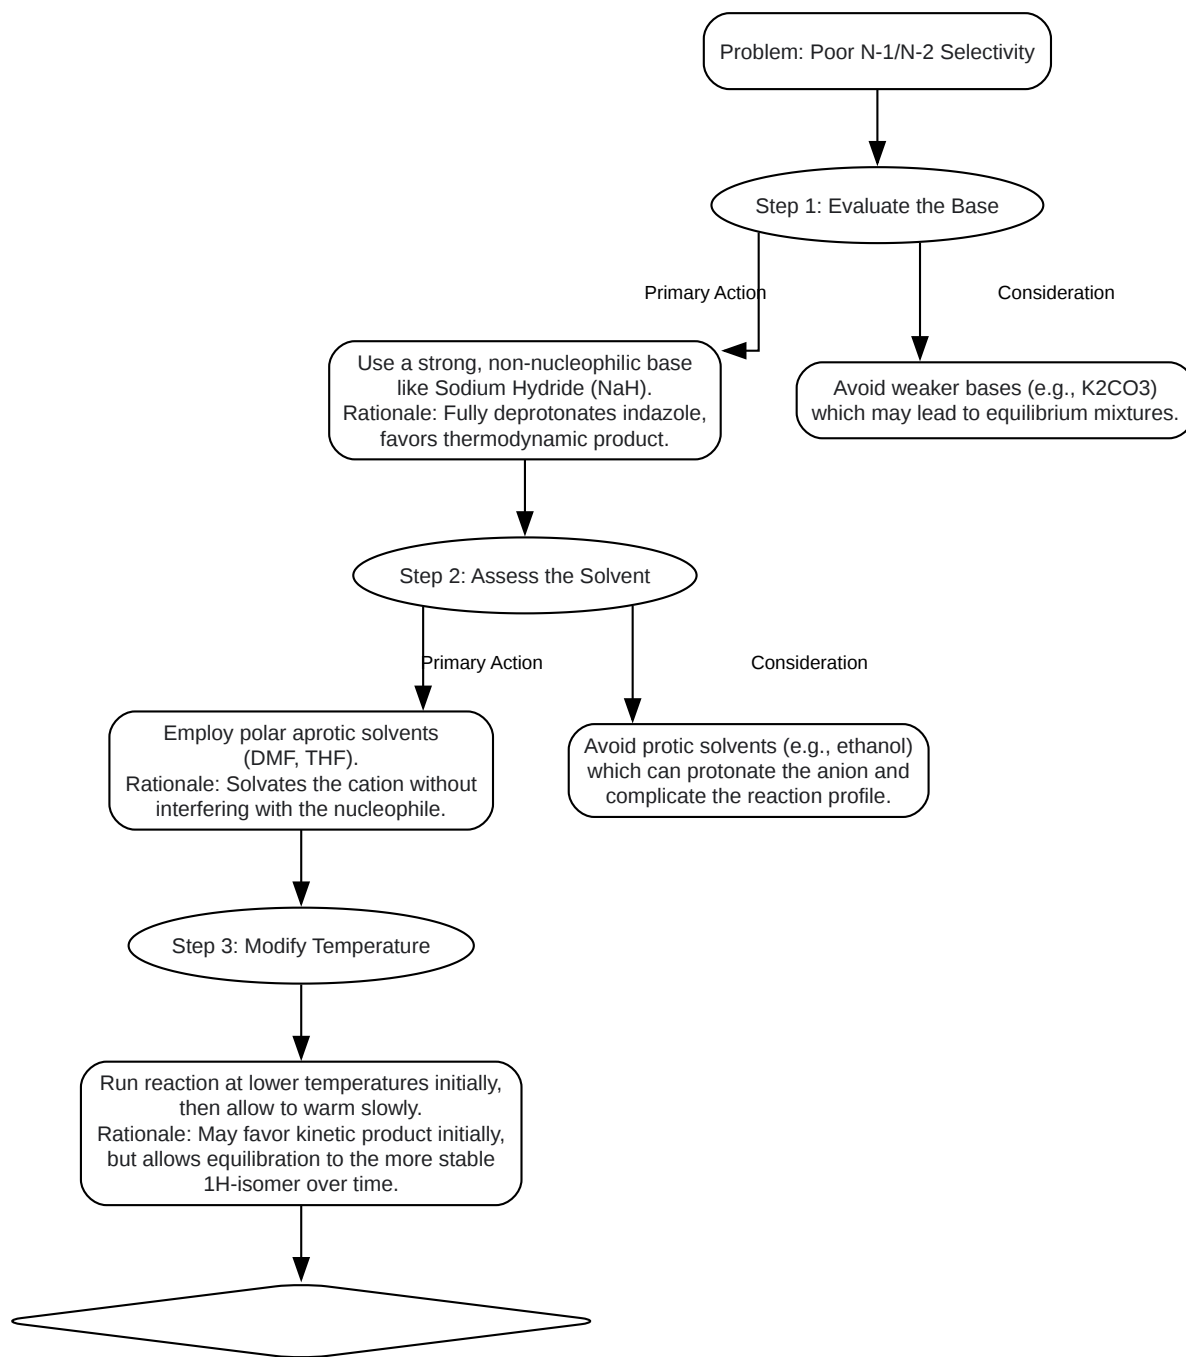 Problem: Poor N-1/N-2 Selectivity
Step 1: Evaluate the Base
Primary Action
Consideration
Use a strong, non-nucleophilic base
like Sodium Hydride (NaH).
Rationale: Fully deprotonates indazole,
favors thermodynamic product.
Avoid weaker bases (e.g., K2CO3)
which may lead to equilibrium mixtures.
Step 2: Assess the Solvent
Primary Action
Consideration
Employ polar aprotic solvents
(DMF, THF).
Rationale: Solvates the cation without
interfering with the nucleophile.
Avoid protic solvents (e.g., ethanol)
which can protonate the anion and
complicate the reaction profile.
Step 3: Modify Temperature
Run reaction at lower temperatures initially,
then allow to warm slowly.
Rationale: May favor kinetic product initially,
but allows equilibration to the more stable
1H-isomer over time.